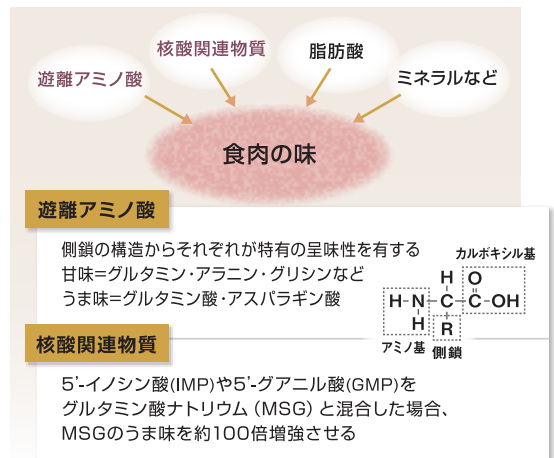 核酸関連物質
脂肪酸
遊離アミノ酸
ミネラルなど
食肉の味
遊離アミノ酸
側鎖の構造からそれぞれが特有の呈味性を有する
甘味=グルタミン・アラニン・グリシンなど
うま味=グルタミン酸・アスパラギン酸
カルボキシル基
H O
H-N-C-C-OH
H R
アミノ基 側鎖
核酸関連物質
5'-イノシン酸(IMP)や5'-グアニル酸(GMP)を
グルタミン酸ナトリウム(MSG)と混合した場合、
MSGのうま味を約100倍増強させる